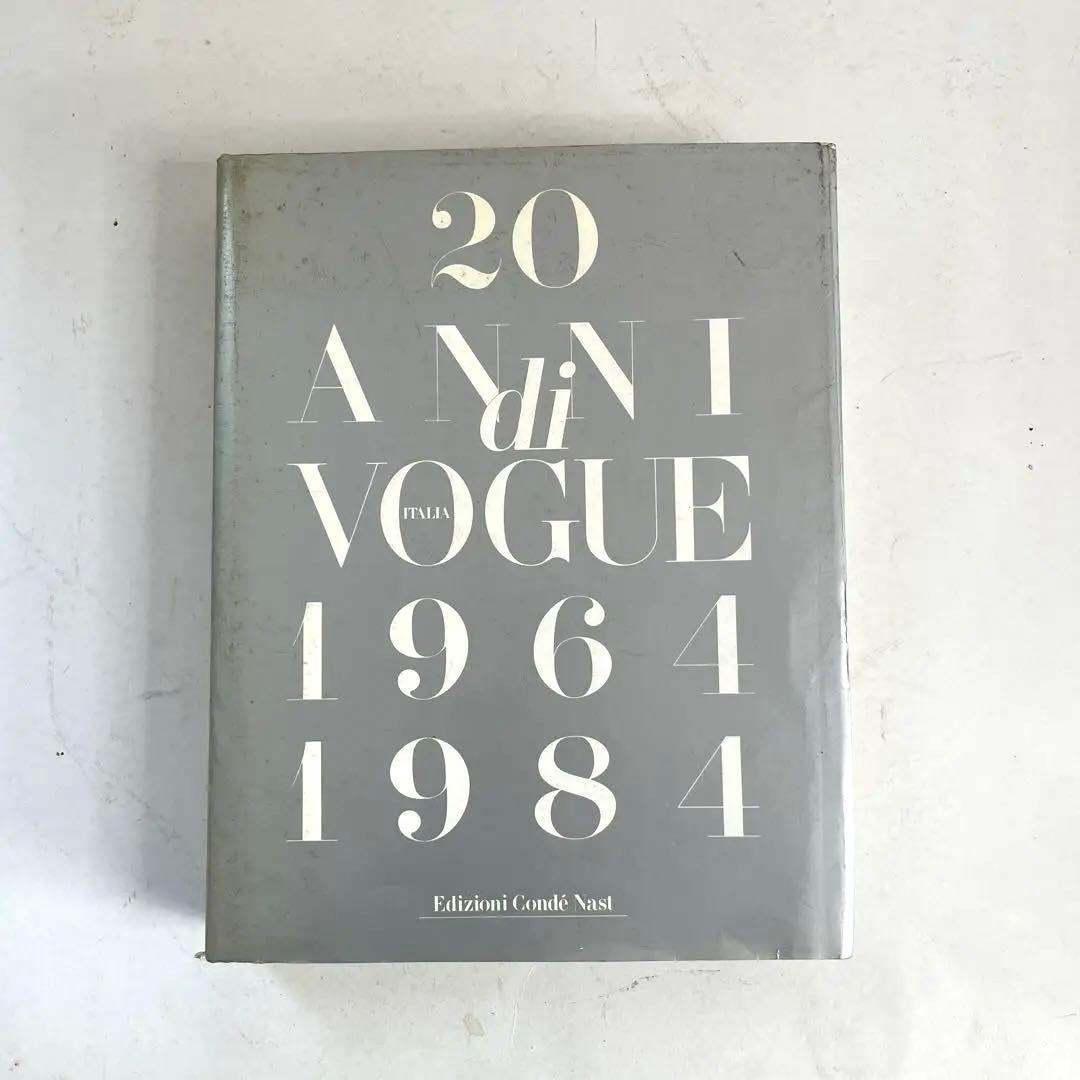 20
ANNI
di
VOGUE
ITALIA
1964
1984
Edizioni Condé Nast